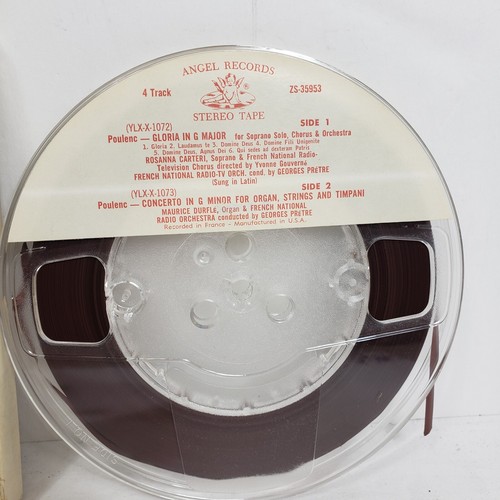 ANGEL RECORDS
4 Track
ZS-35953
STEREO TAPE
(YLX-X-1072) SIDE 1
Poulenc — GLORIA IN G MAJOR for Soprano Solo, Chorus & Orchestra
1. Gloria 2. Laudamus te 3. Domine Deus 4. Domine Fili Unigenite
5. Domine Deus, Agnus Dei 6. Qui sedes ad dexteram Patris
ROSANNA CARTERI, Soprano & French National Radio-
Television Chorus directed by Yvonne Gouverné
FRENCH NATIONAL RADIO-TV ORCH. cond. by GEORGES PRÊTRE
(Sung in Latin)
(YLX-X-1073) SIDE 2
Poulenc — CONCERTO IN G MINOR FOR ORGAN, STRINGS AND TIMPANI
MAURICE DURFLE, Organ & FRENCH NATIONAL
RADIO ORCHESTRA conducted by GEORGES PRETRE
Recorded in France - Manufactured in U.S.A.